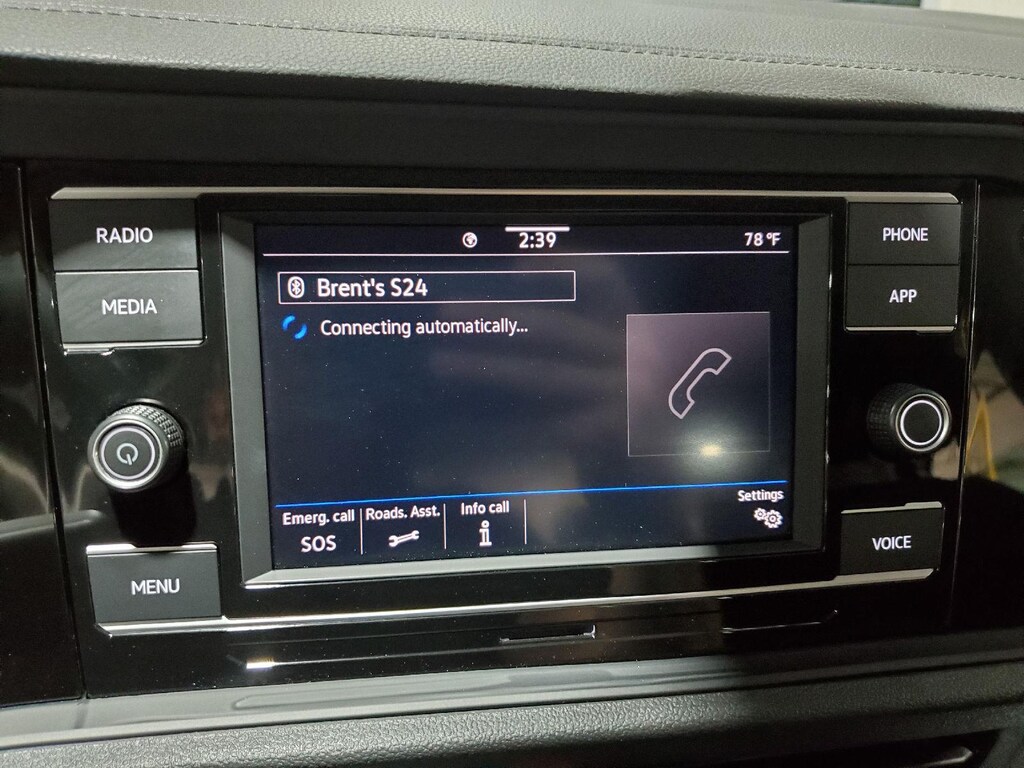 RADIO
MEDIA
MENU
2:39
78 °F
Brent's S24
Connecting automatically...
Emerg. call
SOS
Roads. Asst.
Info call
Settings
PHONE
APP
VOICE